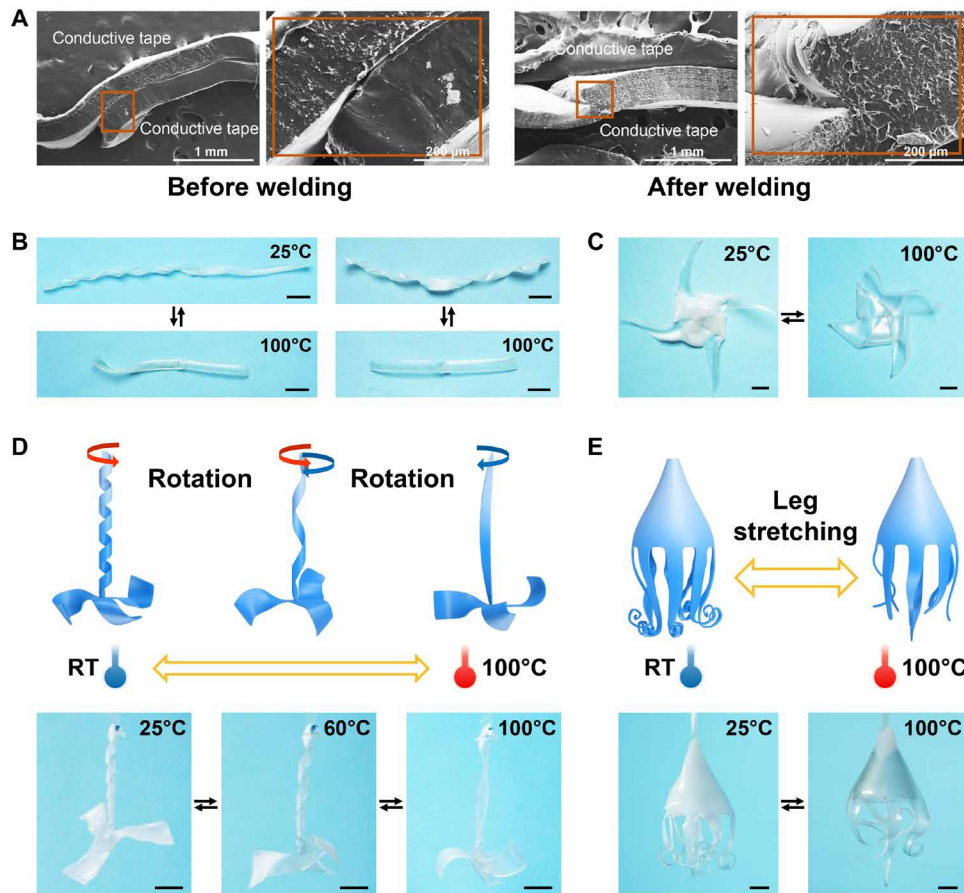 A
Conductive tape
Conductive tape
1 mm
200 μm
Before welding
Conductive tape
Conductive tape
1 mm
200 μm
After welding
B
25°C
100°C
100°C
C
25°C
100°C
D
Rotation
Rotation
RT
100°C
25°C
60°C
100°C
E
Leg
stretching
RT
100°C
25°C
100°C